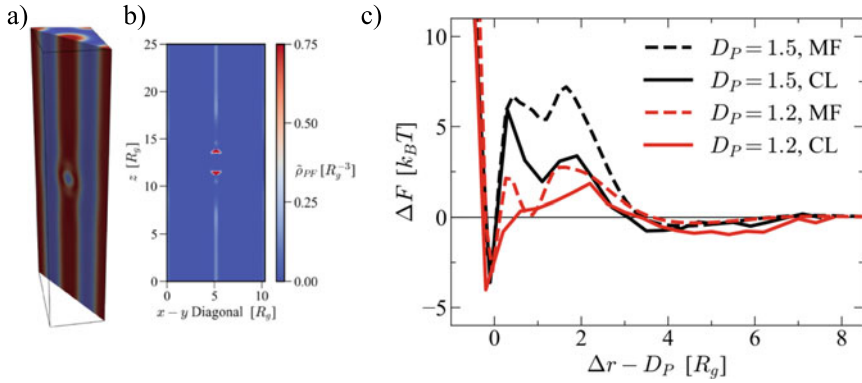 a)
b)
c)
25
20
15
10
5
0
z [R_g]
0
5
10
x − y Diagonal [R_g]
0.75
0.50
0.25
0.00
ρ̃_PF [R_g^−3]
10
5
0
−5
ΔF [k_BT]
0
2
4
6
8
Δr − D_P [R_g]
D_P = 1.5, MF
D_P = 1.5, CL
D_P = 1.2, MF
D_P = 1.2, CL